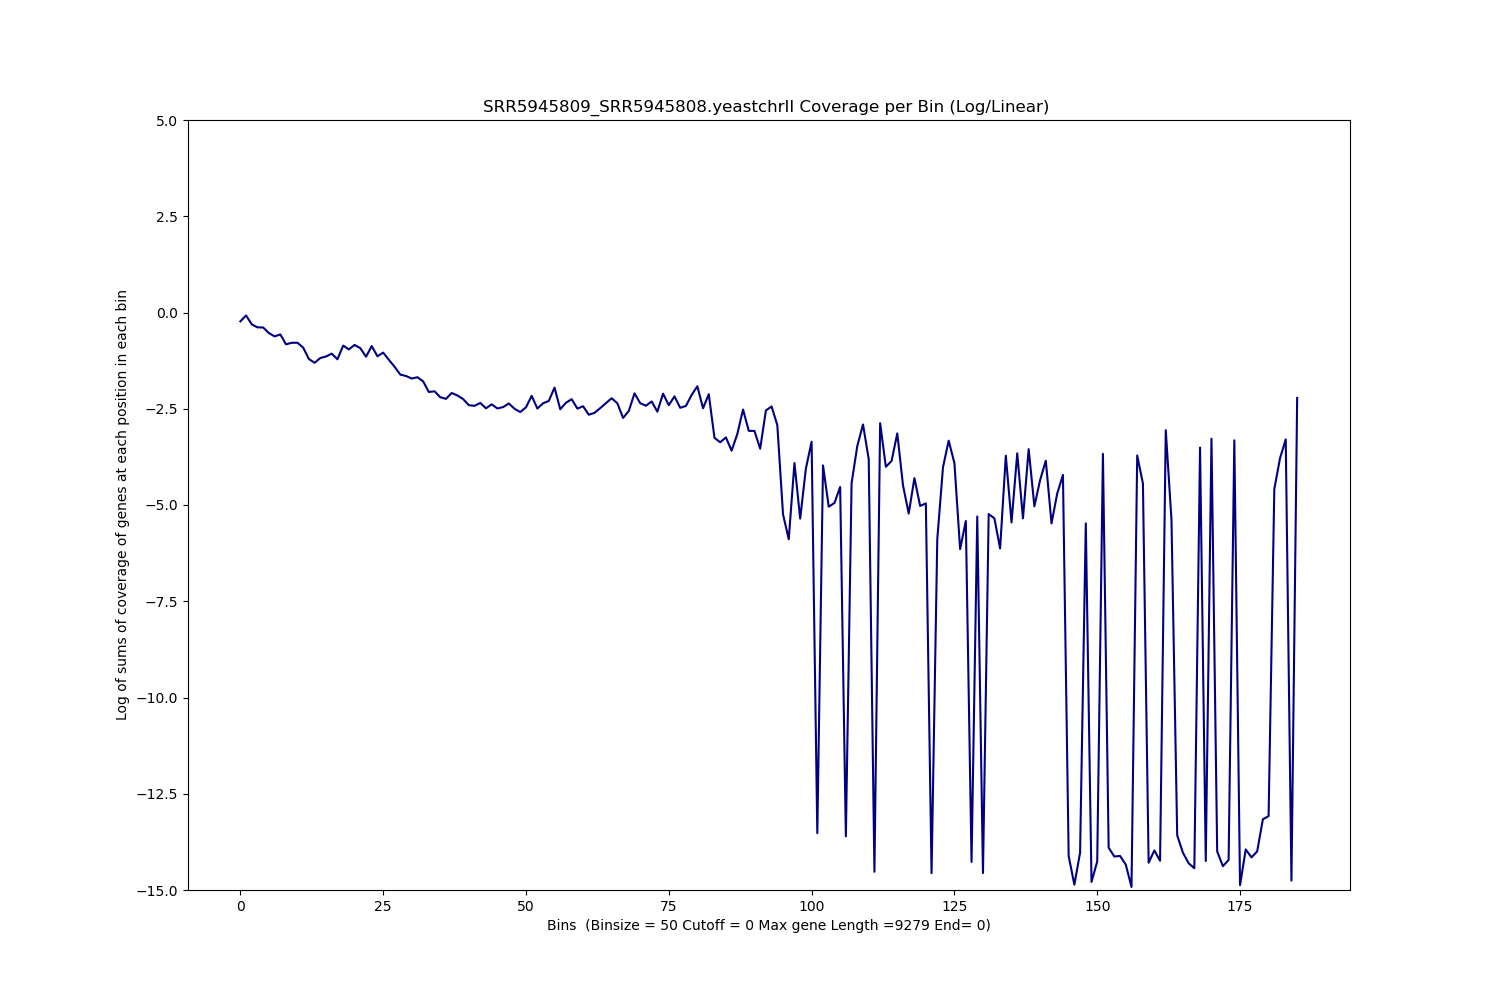 SRR5945809_SRR5945808.yeastchrII Coverage per Bin (Log/Linear)
Log of sums of coverage of genes at each position in each bin
5.0
2.5
0.0
−2.5
−5.0
−7.5
−10.0
−12.5
−15.0
0 25 50 75 100 125 150 175
Bins  (Binsize = 50 Cutoff = 0 Max gene Length =9279 End= 0)